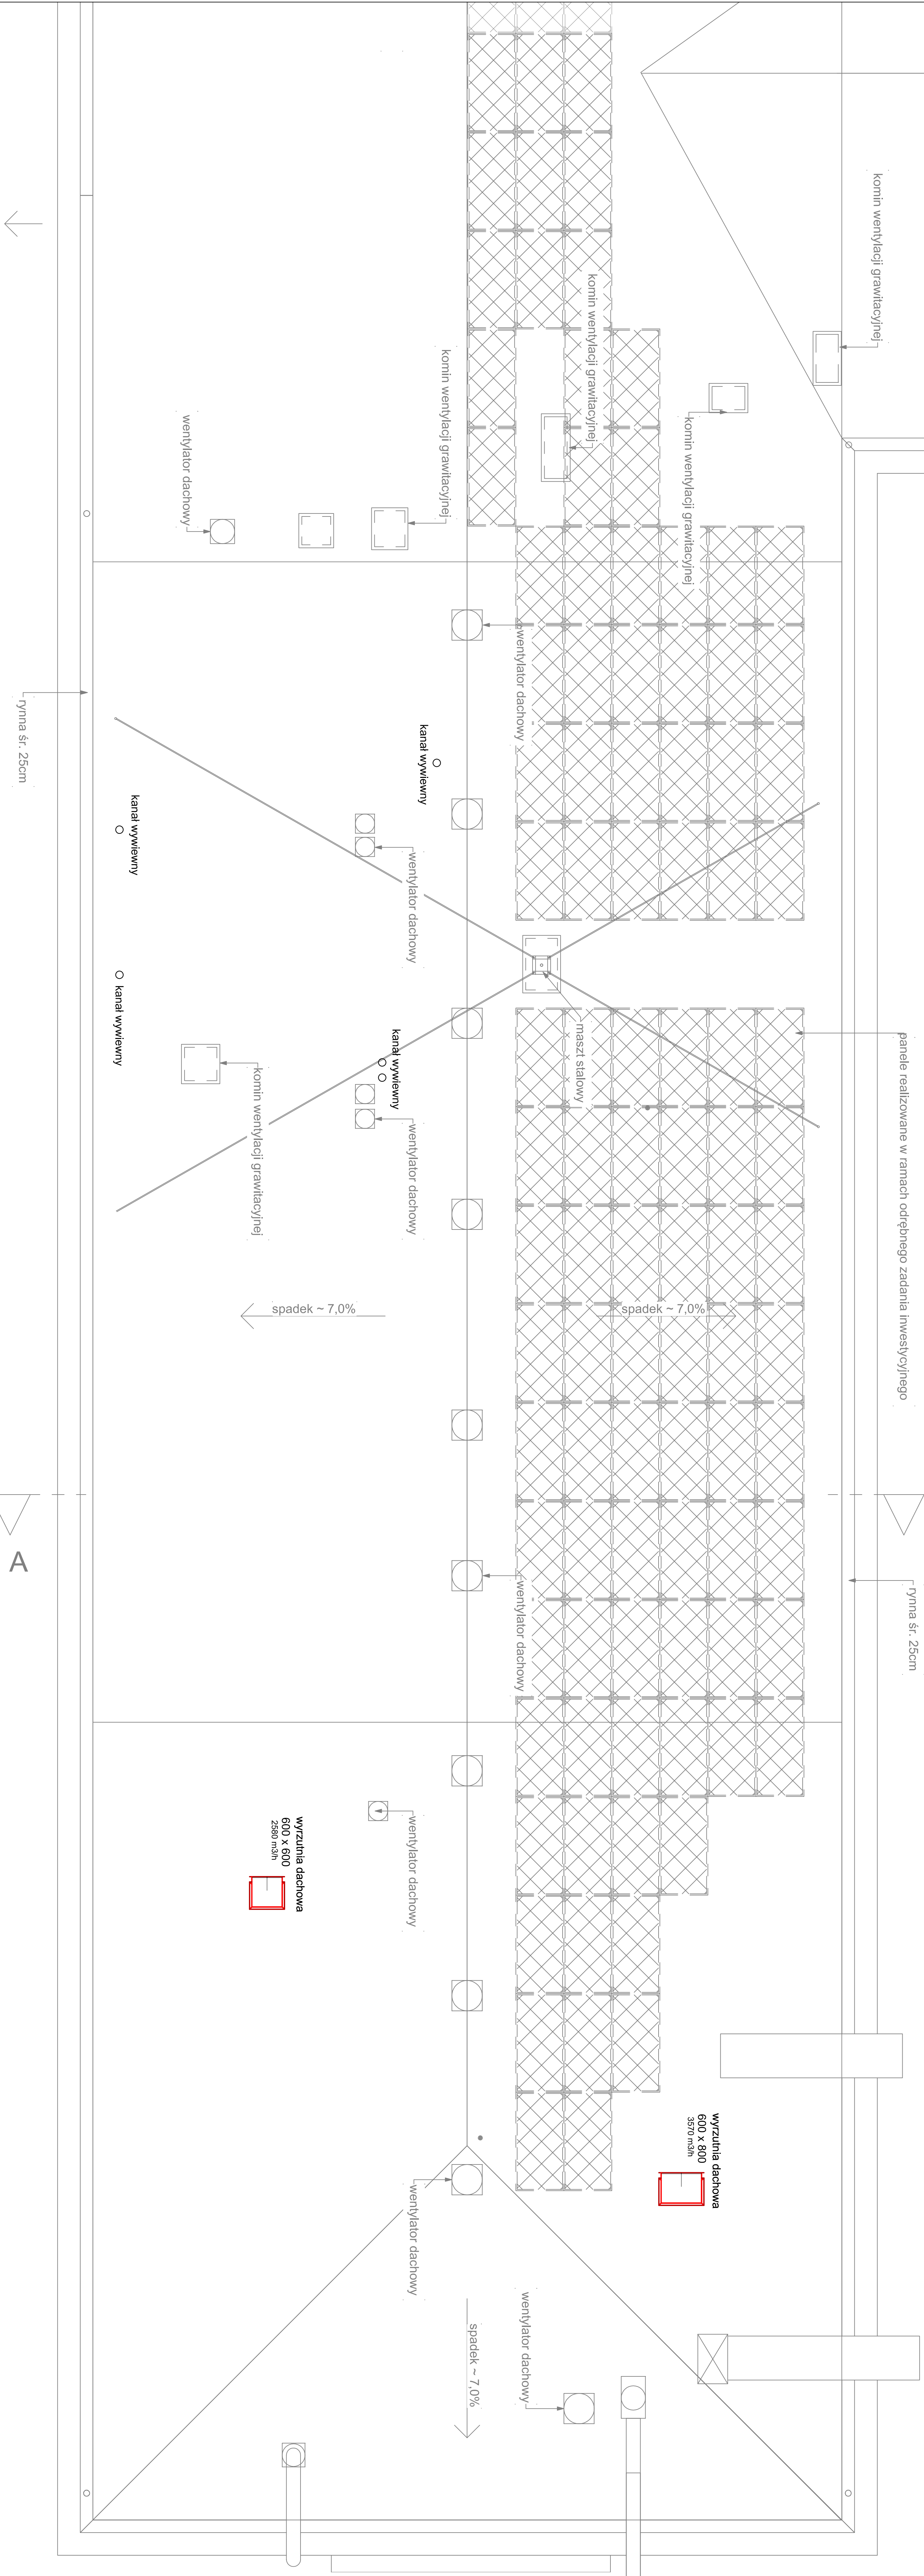 komin wentylacji grawitacyjnej
komin wentylacji grawitacyjnej
komin wentylacji grawitacyjnej
komin wentylacji grawitacyjnej
wentylator dachowy
wentylator dachowy
rynna śr. 25cm
kanał wywiewny
kanał wywiewny
wentylator dachowy
kanał wywiewny
kanał wywiewny
maszt stalowy
panele realizowane w ramach odrębnego zadania inwestycyjnego
komin wentylacji grawitacyjnej
wentylator dachowy
spadek ~ 7,0%
spadek ~ 7,0%
A
rynna śr. 25cm
wentylator dachowy
wyrzutnia dachowa
600 x 600
2580 m3/h
wentylator dachowy
wyrzutnia dachowa
600 x 800
3570 m3/h
wentylator dachowy
wentylator dachowy
spadek ~ 7,0%